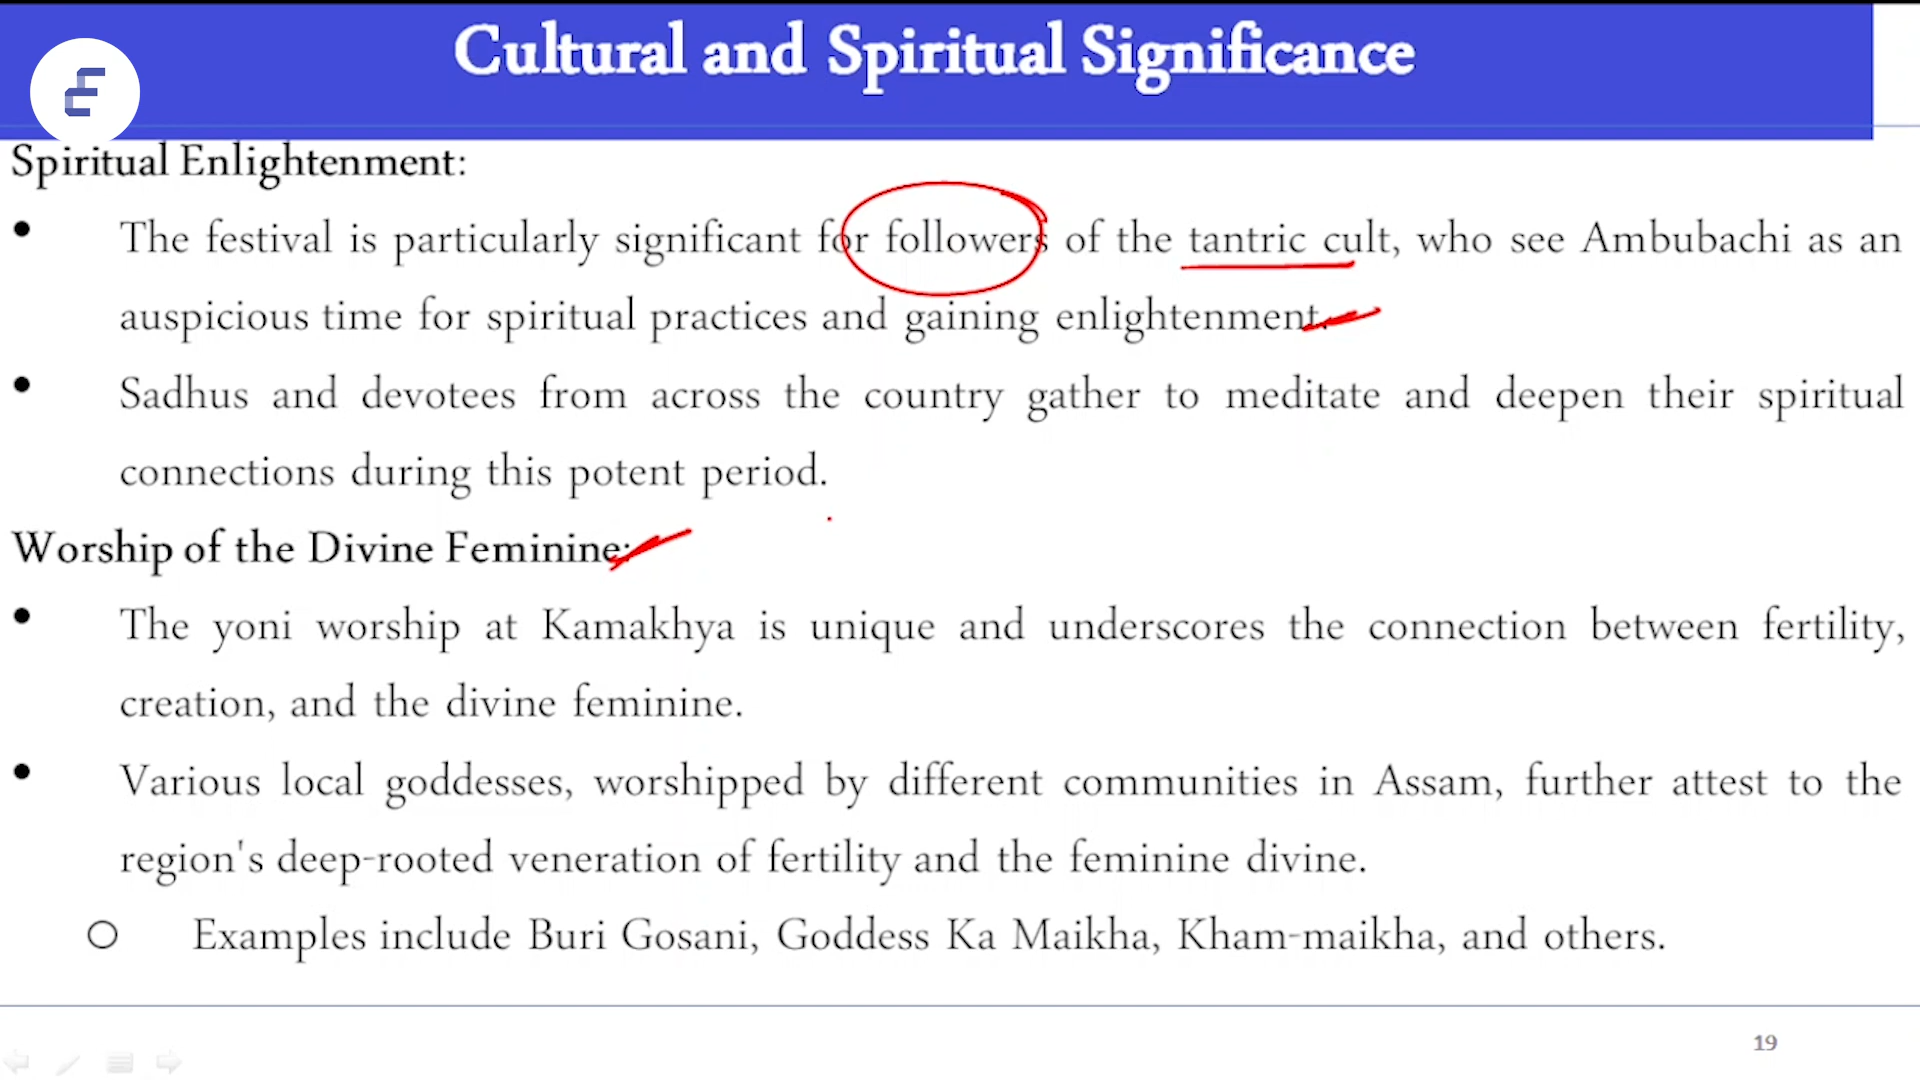 Cultural and Spiritual Significance
Spiritual Enlightenment:
• The festival is particularly significant for followers of the tantric cult, who see Ambubachi as an
auspicious time for spiritual practices and gaining enlightenment.
• Sadhus and devotees from across the country gather to meditate and deepen their spiritual
connections during this potent period.
Worship of the Divine Feminine:
• The yoni worship at Kamakhya is unique and underscores the connection between fertility,
creation, and the divine feminine.
• Various local goddesses, worshipped by different communities in Assam, further attest to the
region's deep-rooted veneration of fertility and the feminine divine.
○ Examples include Buri Gosani, Goddess Ka Maikha, Kham-maikha, and others.
19